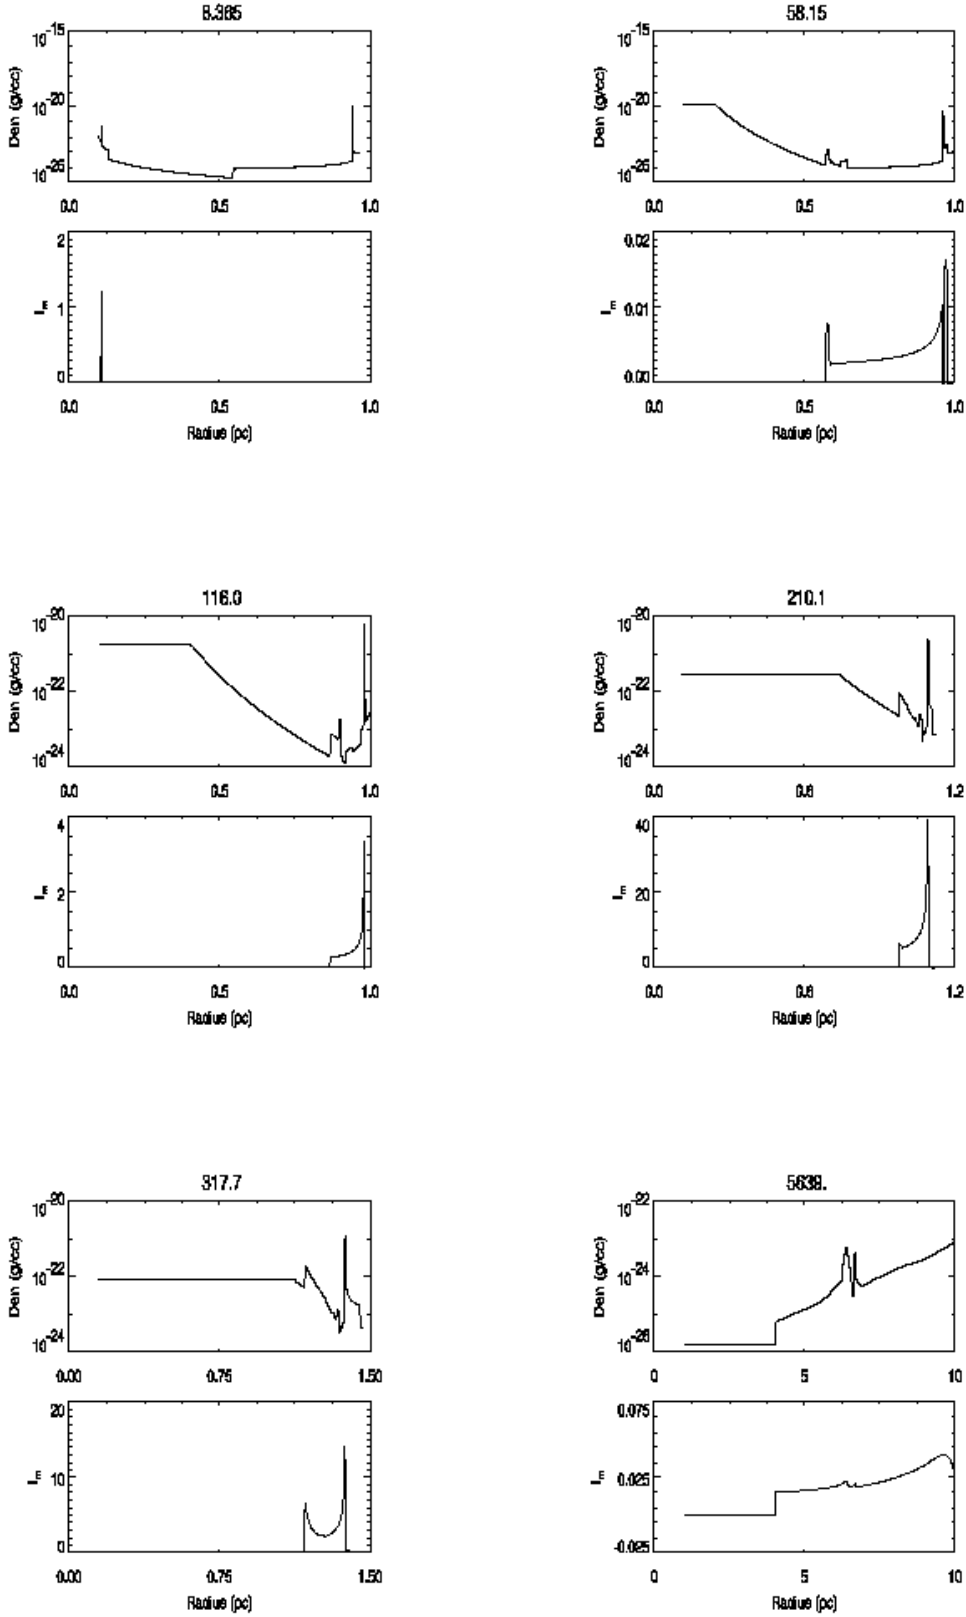 8.365
58.15
10^-15
10^-20
10^-25
Den (g/cc)
0.0 0.5 1.0
10^-15
10^-20
10^-25
Den (g/cc)
0.0 0.5 1.0
2
1
0
I_m
0.0 0.5 1.0
Radius (pc)
0.02
0.01
0.00
I_m
0.0 0.5 1.0
Radius (pc)
116.0
210.1
10^-20
10^-22
10^-24
Den (g/cc)
0.0 0.5 1.0
10^-20
10^-22
10^-24
Den (g/cc)
0.0 0.6 1.2
4
2
0
I_m
0.0 0.5 1.0
Radius (pc)
40
20
0
I_m
0.0 0.6 1.2
Radius (pc)
317.7
5639.
10^-20
10^-22
10^-24
Den (g/cc)
0.00 0.75 1.50
10^-22
10^-24
10^-26
Den (g/cc)
0 5 10
20
10
0
I_m
0.00 0.75 1.50
Radius (pc)
0.075
0.025
-0.025
I_m
0 5 10
Radius (pc)